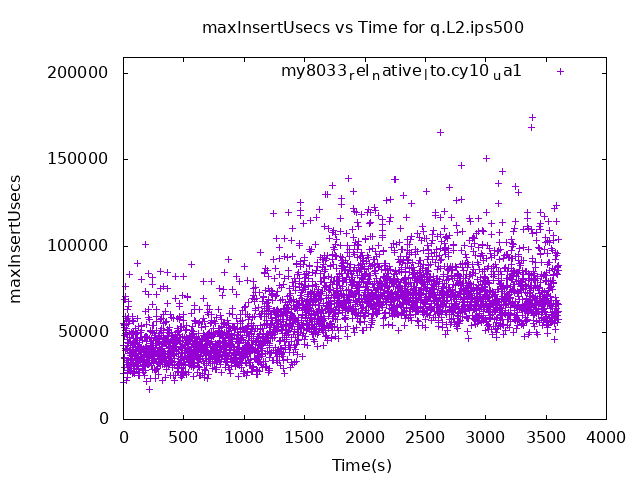 maxInsertUsecs vs Time for q.L2.ips500
my8033relnativelto.cy10ua1
200000
150000
100000
50000
0
maxInsertUsecs
0 500 1000 1500 2000 2500 3000 3500 4000
Time(s)